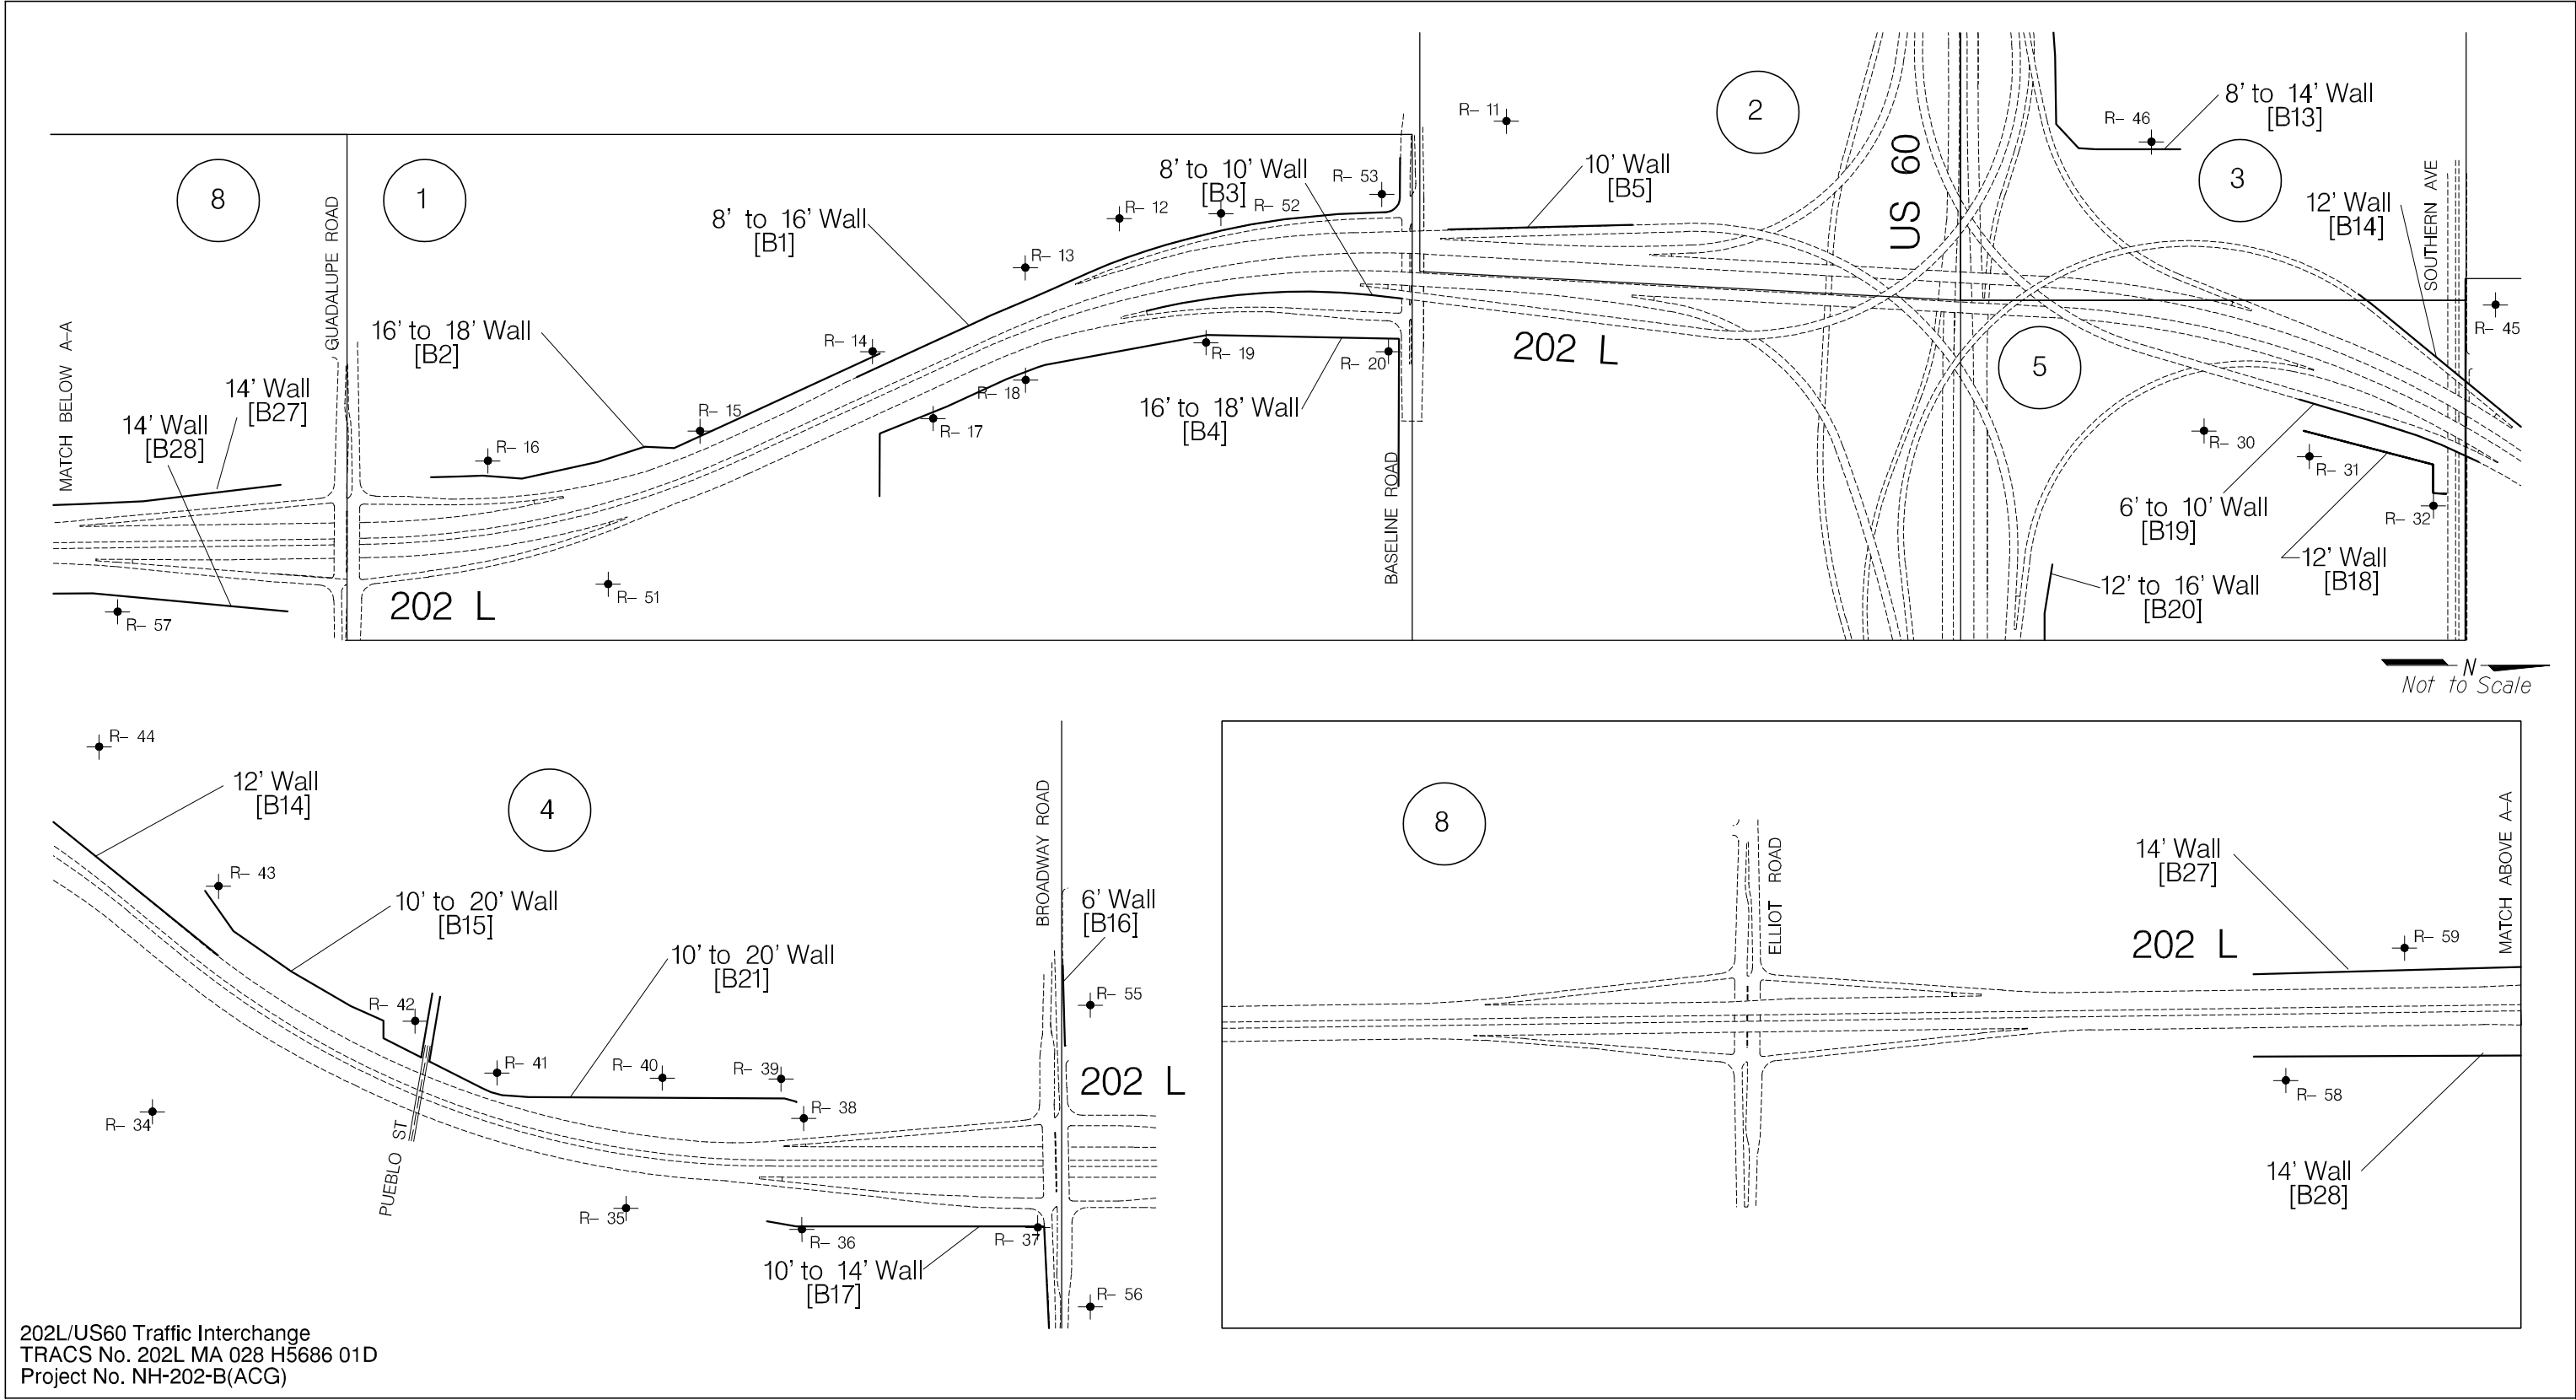 8
1
2
3
5
MATCH BELOW A–A
GUADALUPE ROAD
14' Wall
[B28]
14' Wall
[B27]
R– 57
202 L
R– 16
R– 51
16' to 18' Wall
[B2]
R– 15
R– 14
8' to 16' Wall
[B1]
R– 13
R– 12
R– 17
R– 18
R– 19
R– 20
8' to 10' Wall
[B3]
R– 52
R– 53
16' to 18' Wall
[B4]
BASELINE ROAD
R– 11
10' Wall
[B5]
202 L
US 60
R– 46
8' to 14' Wall
[B13]
12' Wall
[B14]
SOUTHERN AVE
R– 45
R– 30
R– 31
R– 32
6' to 10' Wall
[B19]
12' Wall
[B18]
12' to 16' Wall
[B20]
N
Not to Scale
R– 44
12' Wall
[B14]
4
R– 43
10' to 20' Wall
[B15]
R– 42
10' to 20' Wall
[B21]
R– 41
R– 40
R– 39
R– 38
R– 34
PUEBLO ST
R– 35
R– 36
R– 37
10' to 14' Wall
[B17]
BROADWAY ROAD
6' Wall
[B16]
R– 55
202 L
R– 56
8
ELLIOT ROAD
14' Wall
[B27]
202 L
R– 59
MATCH ABOVE A–A
R– 58
14' Wall
[B28]
202L/US60 Traffic Interchange
TRACS No. 202L MA 028 H5686 01D
Project No. NH-202-B(ACG)